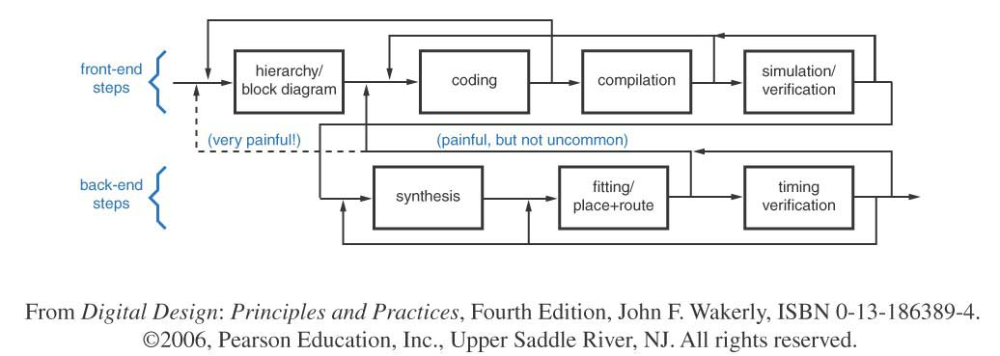 front-end
steps
hierarchy/
block diagram
coding
compilation
simulation/
verification
(very painful!)
(painful, but not uncommon)
back-end
steps
synthesis
fitting/
place+route
timing
verification
From Digital Design: Principles and Practices, Fourth Edition, John F. Wakerly, ISBN 0-13-186389-4.
©2006, Pearson Education, Inc., Upper Saddle River, NJ. All rights reserved.